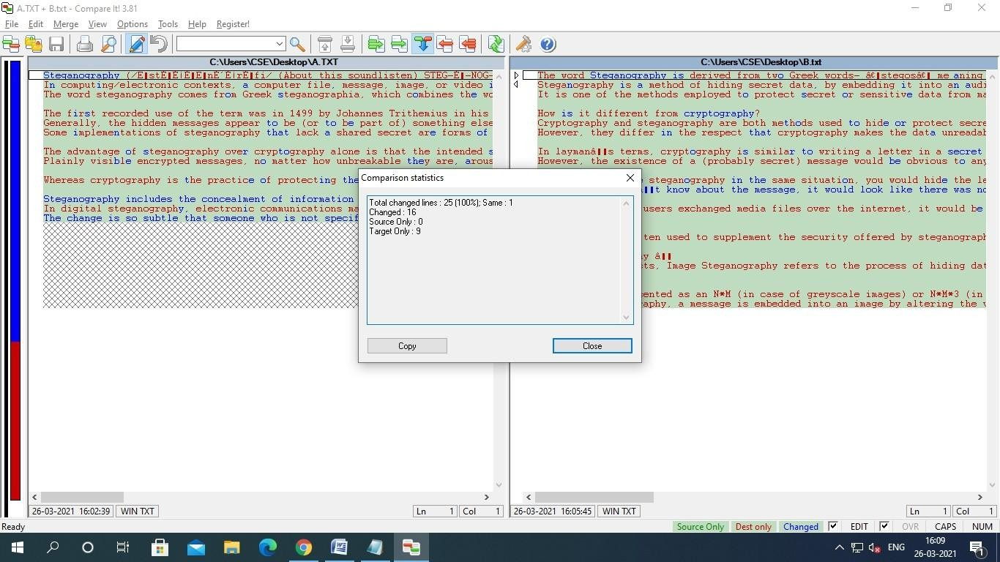 A.TXT + B.txt - Compare It! 3.81
File Edit Merge View Options Tools Help Register!
C:\Users\CSE\Desktop\A.TXT
Steganography (About this soundlisten)
In computing/electronic contexts, a computer file, message, image, or video
The word steganography comes from Greek steganographia, which combines the
The first recorded use of the term was in 1499 by Johannes Trithemius in his
Generally, the hidden messages appear to be (or to be part of) something else
Some implementations of steganography that lack a shared secret are forms of
The advantage of steganography over cryptography alone is that the intended s
Plainly visible encrypted messages, no matter how unbreakable they are, arous
Whereas cryptography is the practice of protecting the
Steganography includes the concealment of information
In digital steganography, electronic communications ma
The change is so subtle that someone who is not specif
C:\Users\CSE\Desktop\B.txt
The word Steganography is derived from two Greek words- me aning
Steganography is a method of hiding secret data, by embedding it into an audi
It is one of the methods employed to protect secret or sensitive data from ma
How is it different from cryptography?
Cryptography and steganography are both methods used to hide or protect secre
However, they differ in the respect that cryptography makes the data unreadab
In terms, cryptography is similar to writing a letter in a secret
However, the existence of a (probably secret) message would be obvious to any
steganography in the same situation, you would hide the le
t know about the message, it would look like there was no
users exchanged media files over the internet, it would be
ten used to supplement the security offered by steganograph
cts, Image Steganography refers to the process of hiding dat
ented as an N*M (in case of greyscale images) or N*M*3 (in
aphy, a message is embedded into an image by altering the v
Comparison statistics
Total changed lines : 25 (100%); Same : 1
Changed : 16
Source Only : 0
Target Only : 9
Copy Close
26-03-2021 16:02:39 WIN TXT Ln 1 Col 1
26-03-2021 16:05:45 WIN TXT Ln 1 Col 1
Ready Source Only Dest only Changed EDIT OVR CAPS NUM
ENG
16:09
26-03-2021
1